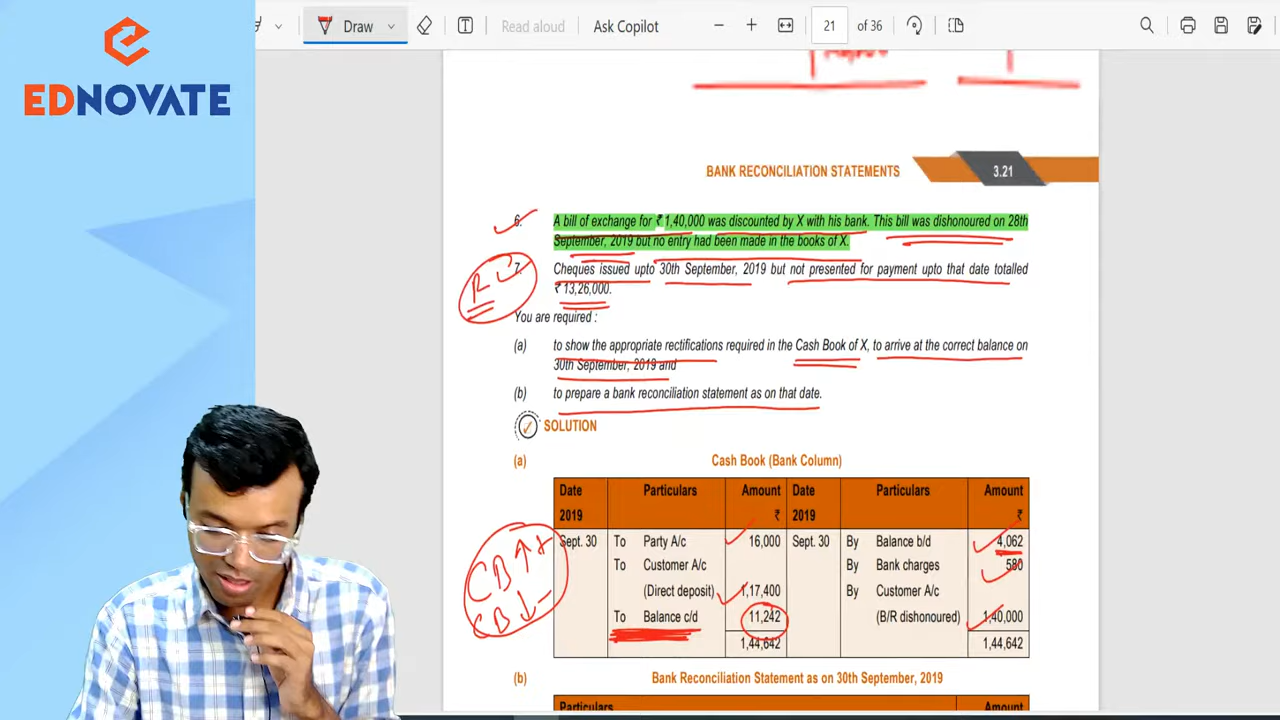 EDNOVATE
Draw
Read aloud
Ask Copilot
21 of 36
BANK RECONCILIATION STATEMENTS 3.21
6. A bill of exchange for ₹ 1,40,000 was discounted by X with his bank. This bill was dishonoured on 28th
September, 2019 but no entry had been made in the books of X.
7. Cheques issued upto 30th September, 2019 but not presented for payment upto that date totalled
₹ 13,26,000.
R
You are required :
(a) to show the appropriate rectifications required in the Cash Book of X, to arrive at the correct balance on
30th September, 2019 and
(b) to prepare a bank reconciliation statement as on that date.
SOLUTION
(a) Cash Book (Bank Column)
Date Particulars Amount Date Particulars Amount
2019 ₹ 2019 ₹
Sept. 30 To Party A/c 16,000 Sept. 30 By Balance b/d 4,062
To Customer A/c By Bank charges 580
(Direct deposit) 1,17,400 By Customer A/c
To Balance c/d 11,242 (B/R dishonoured) 1,40,000
1,44,642 1,44,642
CB↑+
CB↓-
(b) Bank Reconciliation Statement as on 30th September, 2019
Particulars Amount